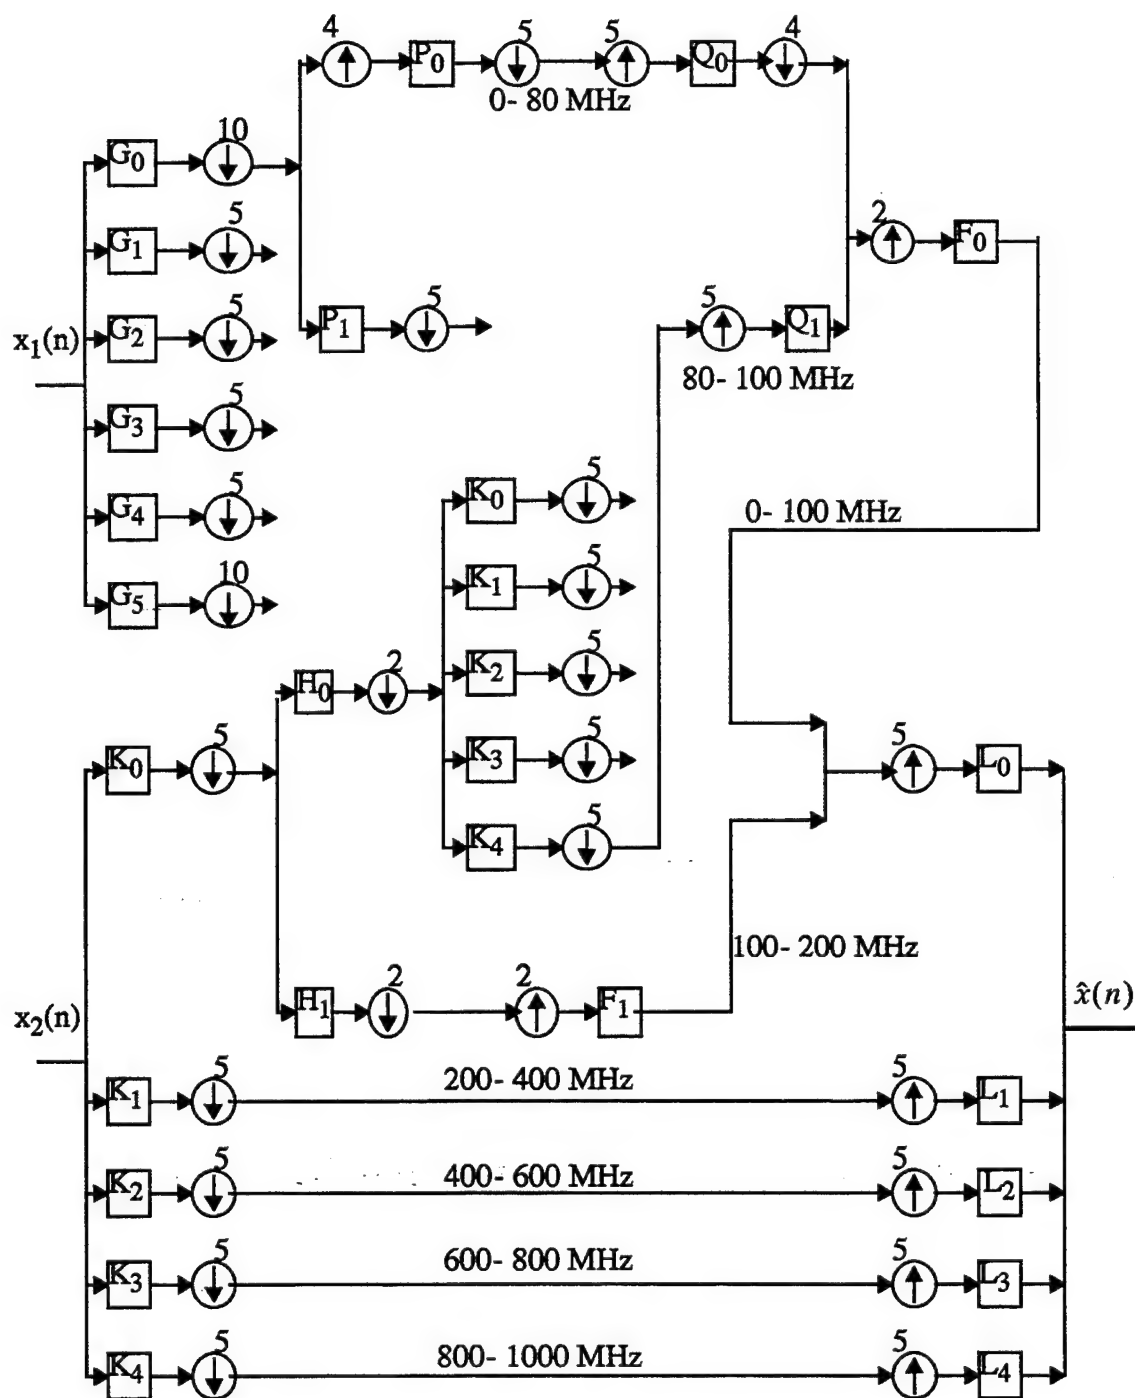 4
P0
5
5
Q0
4
0- 80 MHz
G0
10
G1
5
2
F0
G2
5
P1
5
5
Q1
80- 100 MHz
x1(n)
G3
5
G4
5
K0
5
0- 100 MHz
G5
10
K1
5
H0
2
K2
5
K0
5
K3
5
5
L0
K4
5
100- 200 MHz
H1
2
2
F1
x2(n)
x̂(n)
K1
5
200- 400 MHz
5
L1
K2
5
400- 600 MHz
5
L2
K3
5
600- 800 MHz
5
L3
K4
5
800- 1000 MHz
5
L4